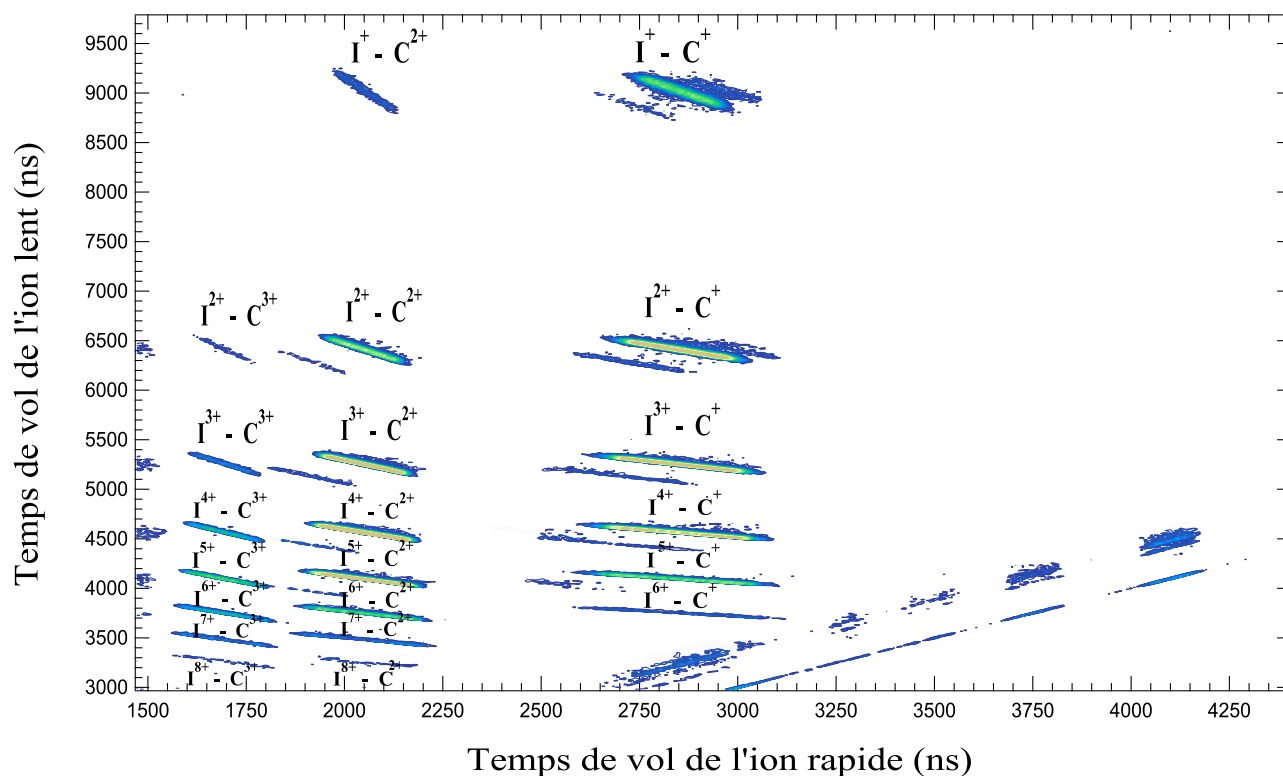 I+ - C2+ I+ - C+
9500
9000
8500
8000
7500
7000
6500
6000
5500
5000
4500
4000
3500
3000
I2+ - C3+ I2+ - C2+ I2+ - C+
I3+ - C3+ I3+ - C2+ I3+ - C+
I4+ - C3+ I4+ - C2+ I4+ - C+
I5+ - C3+ I5+ - C2+ I5+ - C+
I6+ - C3+ I6+ - C2+ I6+ - C+
I7+ - C3+ I7+ - C2+
I8+ - C3+ I8+ - C2+
1500 1750 2000 2250 2500 2750 3000 3250 3500 3750 4000 4250
Temps de vol de l'ion rapide (ns)
Temps de vol de l'ion lent (ns)